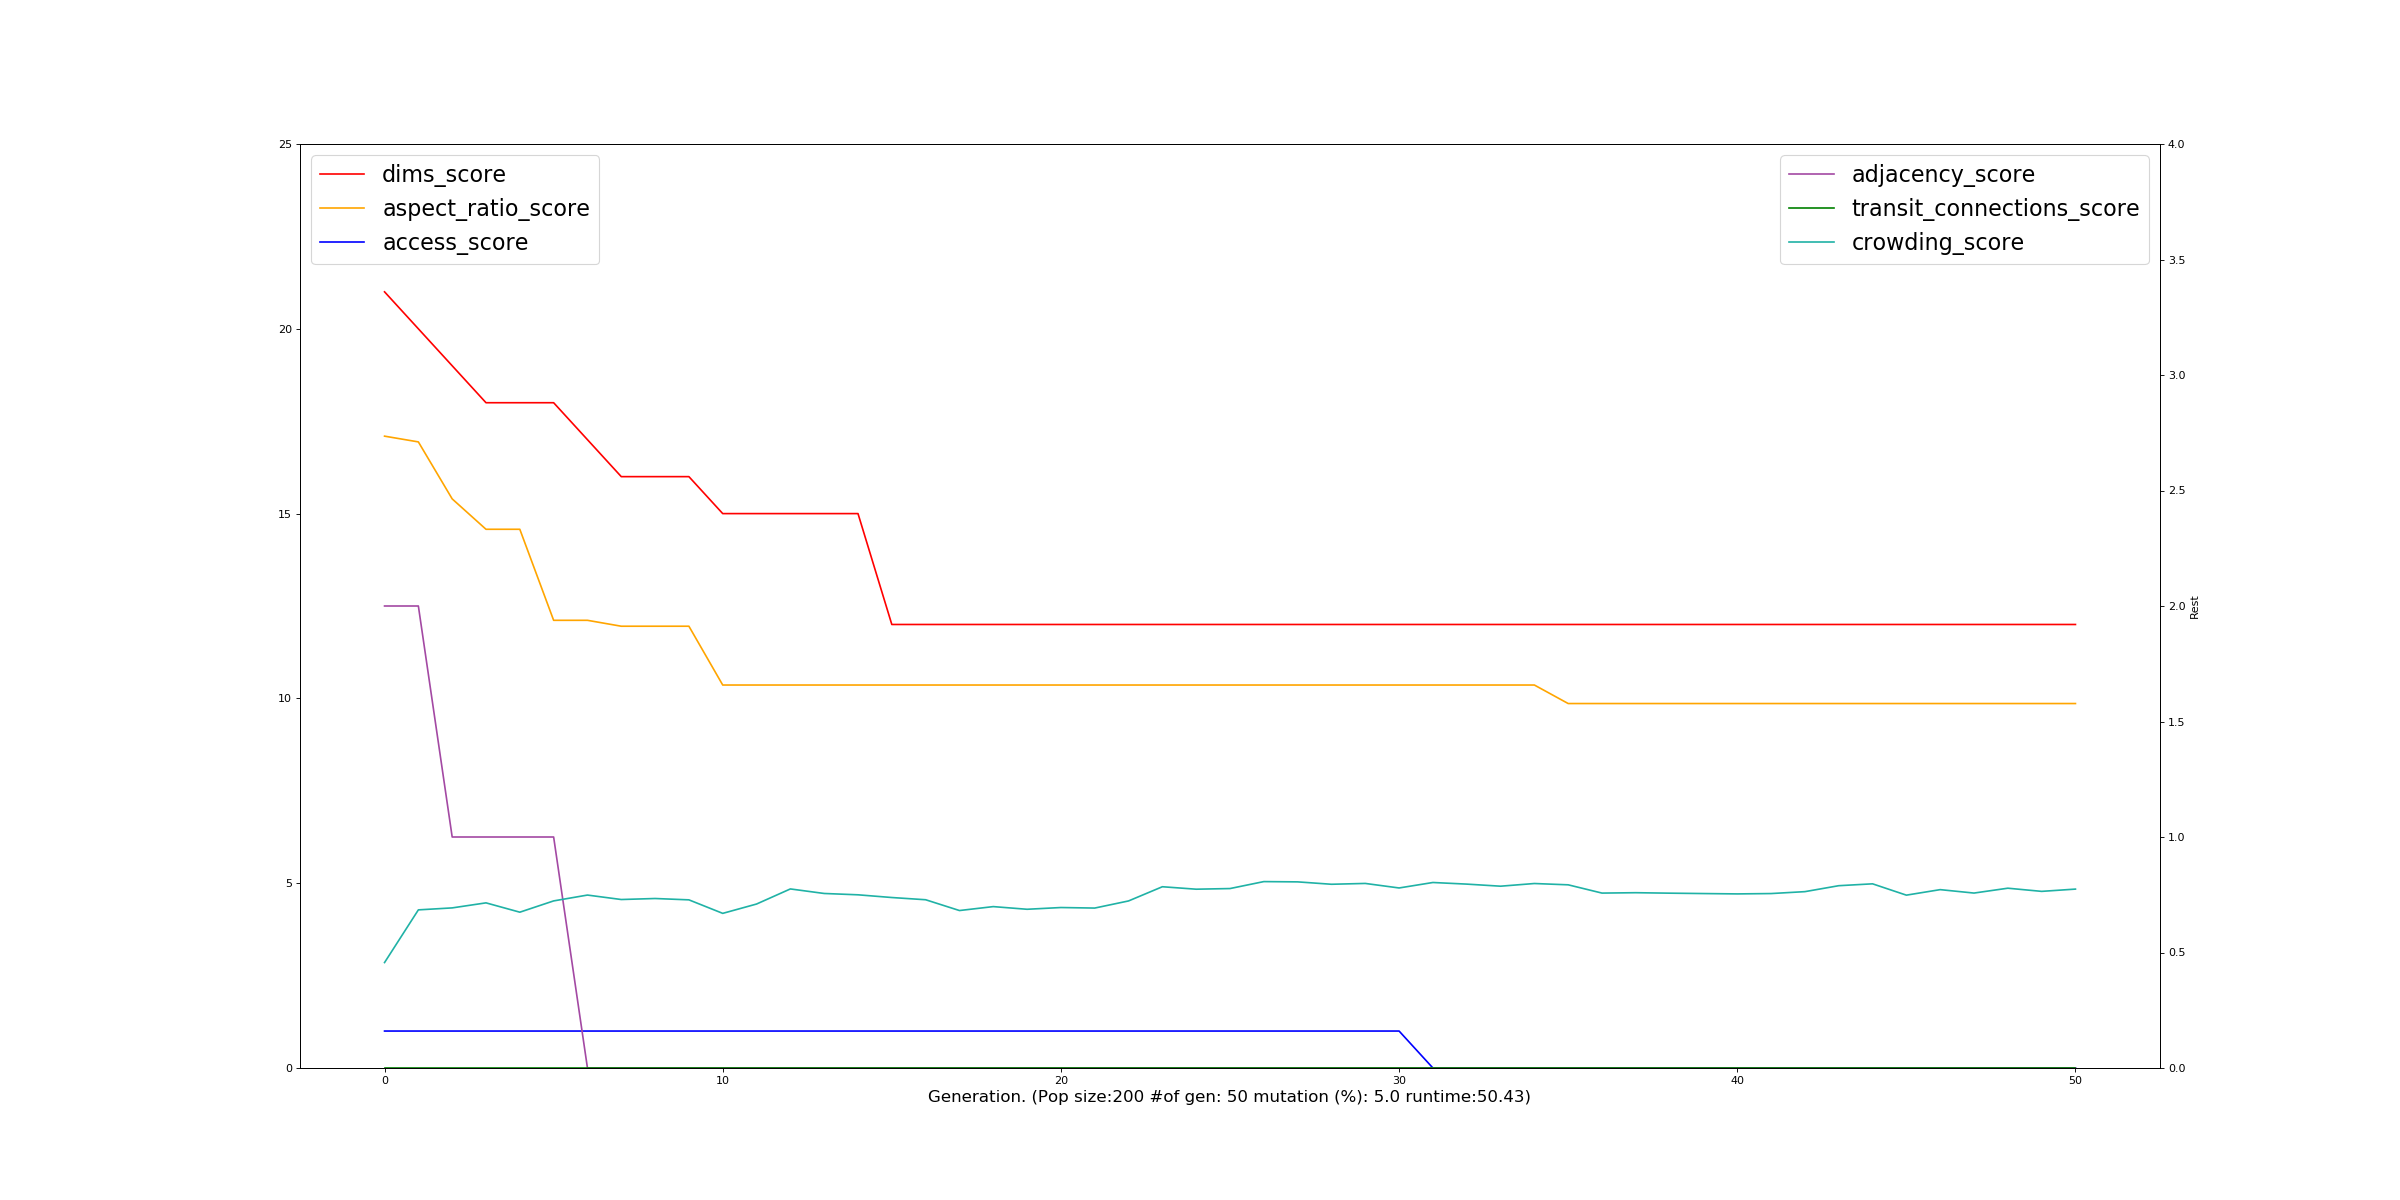 dims_score
aspect_ratio_score
access_score
adjacency_score
transit_connections_score
crowding_score
25
20
15
10
5
0
4.0
3.5
3.0
2.5
2.0
1.5
1.0
0.5
0.0
Rest
0 10 20 30 40 50
Generation. (Pop size:200 #of gen: 50 mutation (%): 5.0 runtime:50.43)